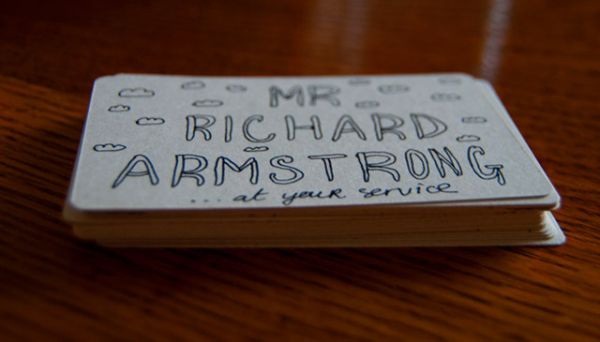 MR
RICHARD
ARMSTRONG
... at your service